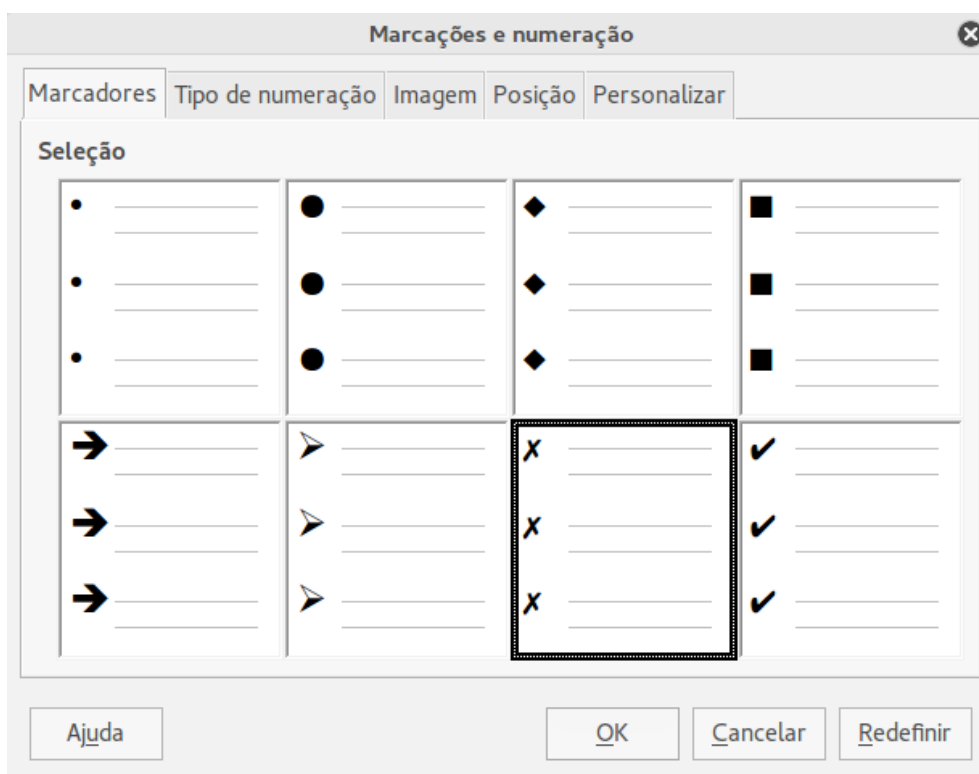 Marcações e numeração
Marcadores Tipo de numeração Imagem Posição Personalizar
Seleção
Ajuda OK Cancelar Redefinir